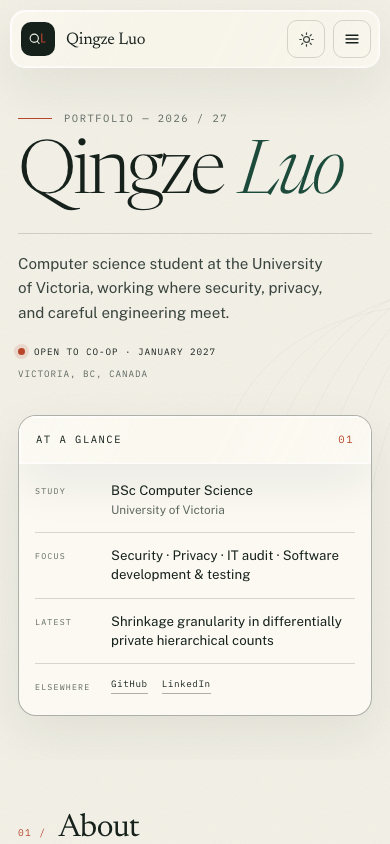 QL Qingze Luo
PORTFOLIO — 2026 / 27
Qingze Luo
Computer science student at the University
of Victoria, working where security, privacy,
and careful engineering meet.
OPEN TO CO-OP · JANUARY 2027
VICTORIA, BC, CANADA
AT A GLANCE 01
STUDY BSc Computer Science
University of Victoria
FOCUS Security · Privacy · IT audit · Software
development & testing
LATEST Shrinkage granularity in differentially
private hierarchical counts
ELSEWHERE GitHub LinkedIn
01 / About